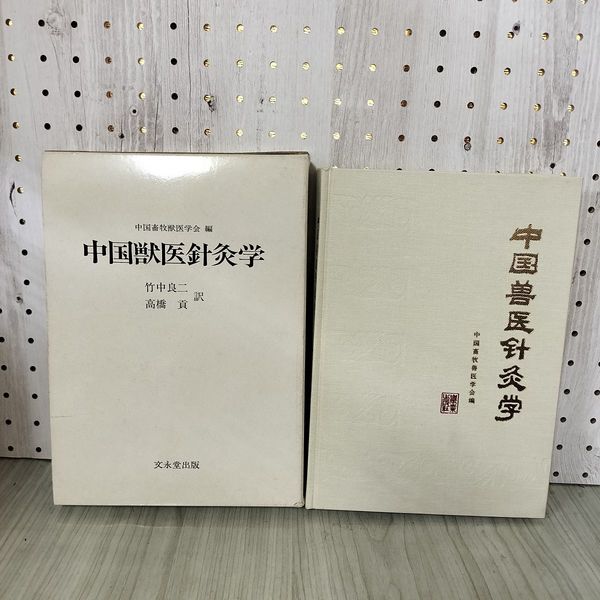 中国畜牧獣医学会 編
中国獣医針灸学
竹中良二
高橋 貢
訳
文永堂出版
中国兽医针灸学
中国畜牧兽医学会编